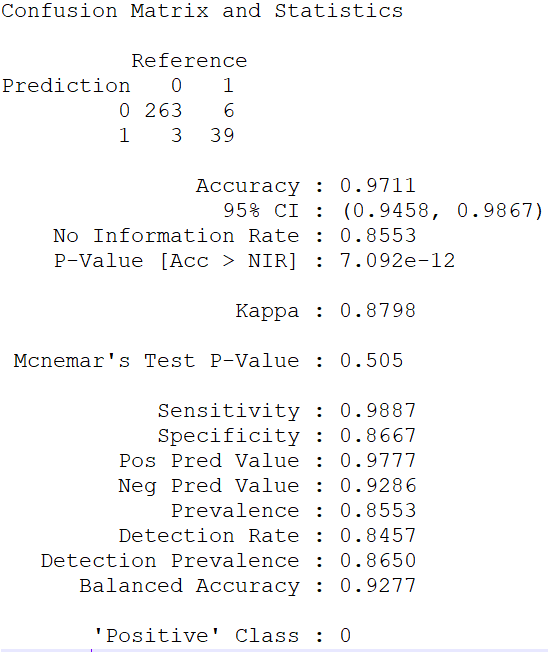 Confusion Matrix and Statistics
Reference
Prediction 0 1
0 263 6
1 3 39
Accuracy : 0.9711
95% CI : (0.9458, 0.9867)
No Information Rate : 0.8553
P-Value [Acc > NIR] : 7.092e-12
Kappa : 0.8798
Mcnemar's Test P-Value : 0.505
Sensitivity : 0.9887
Specificity : 0.8667
Pos Pred Value : 0.9777
Neg Pred Value : 0.9286
Prevalence : 0.8553
Detection Rate : 0.8457
Detection Prevalence : 0.8650
Balanced Accuracy : 0.9277
'Positive' Class : 0